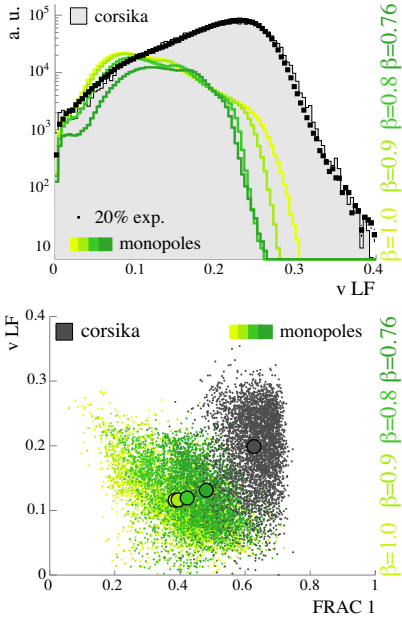 a. u.
corsika
10⁵
10⁴
10³
10²
10
20% exp.
monopoles
0 0.1 0.2 0.3 0.4
v LF
β=1.0 β=0.9 β=0.8 β=0.76
v LF
corsika
monopoles
0.4
0.3
0.2
0.1
0
0.2 0.4 0.6 0.8 1
FRAC 1
β=1.0 β=0.9 β=0.8 β=0.76